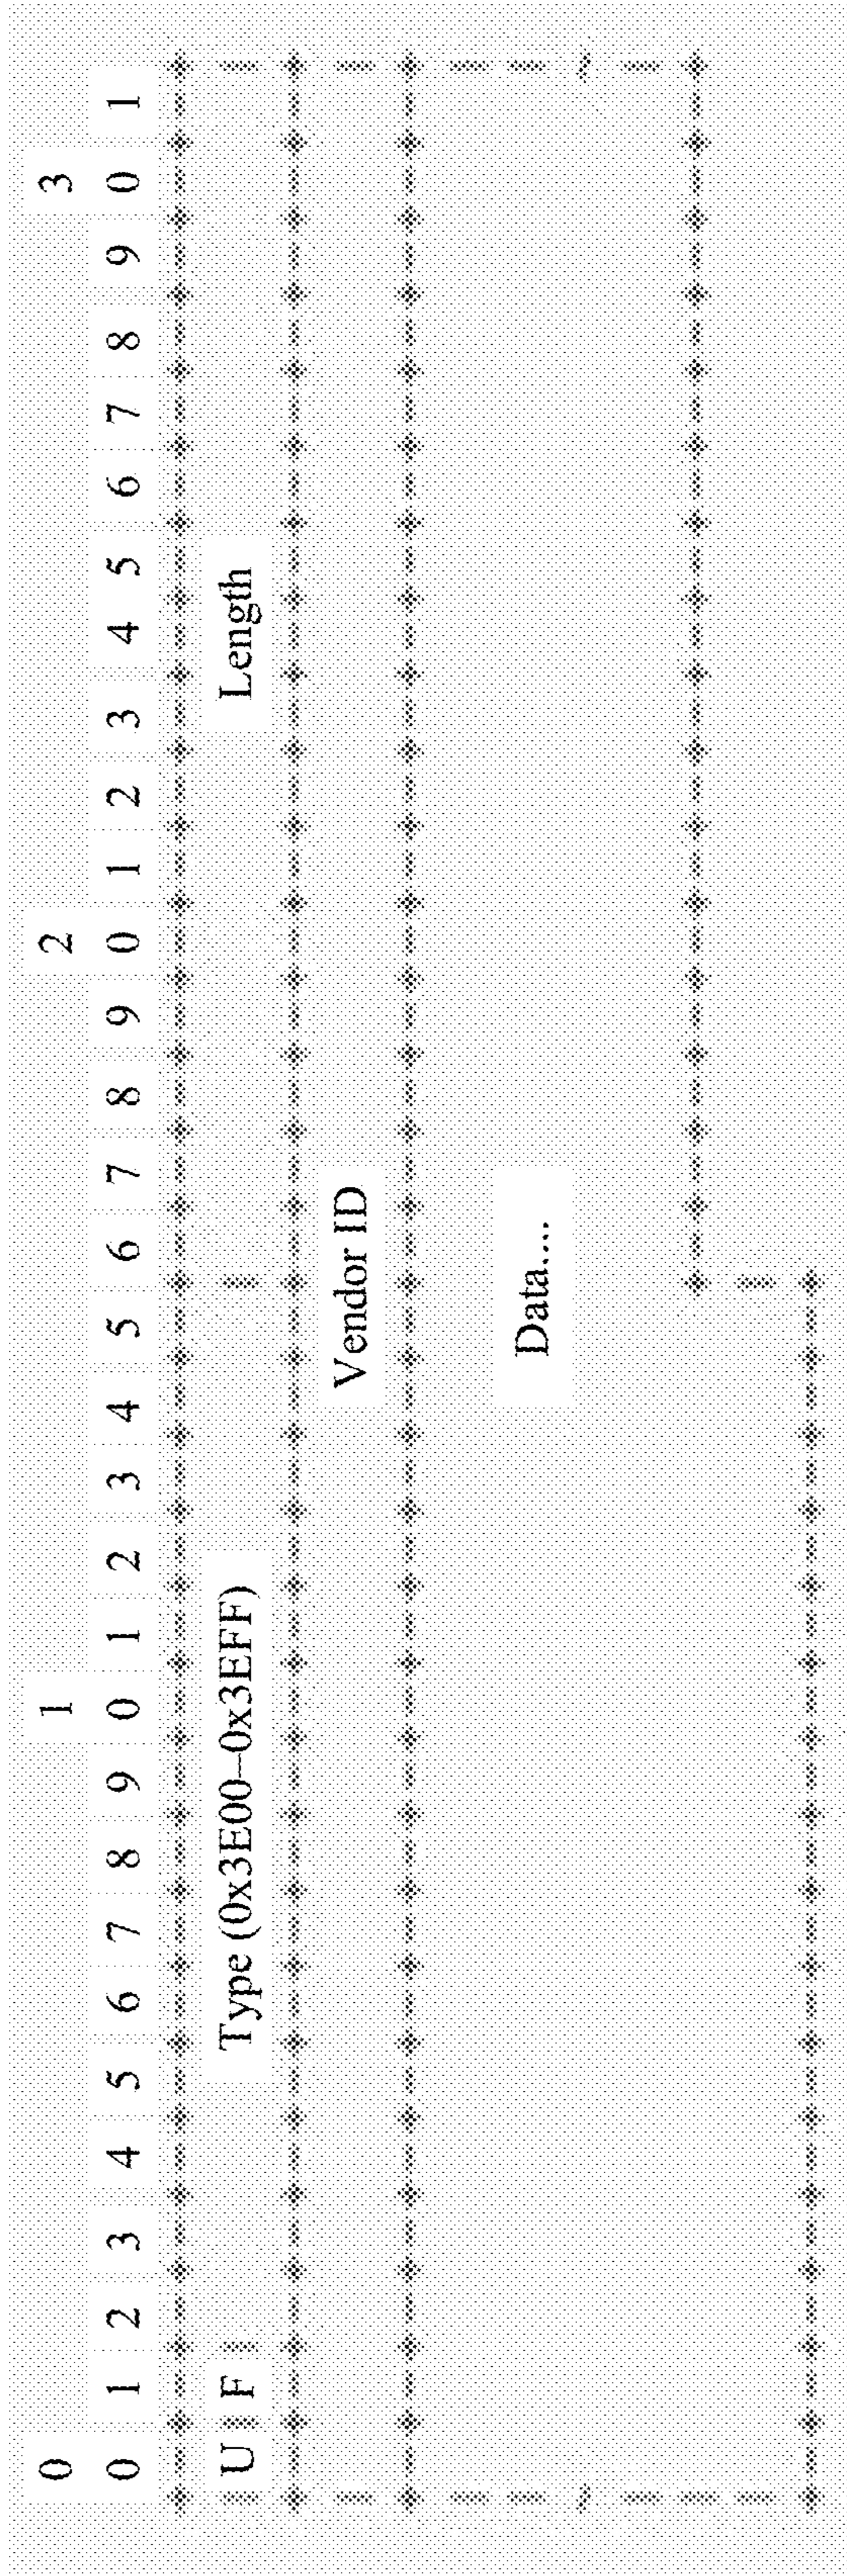 0 1 2 3
0 1 2 3 4 5 6 7 8 9 0 1 2 3 4 5 6 7 8 9 0 1 2 3 4 5 6 7 8 9 0 1
U F Type (0x3E00–0x3EFF) Length
Vendor ID
Data....